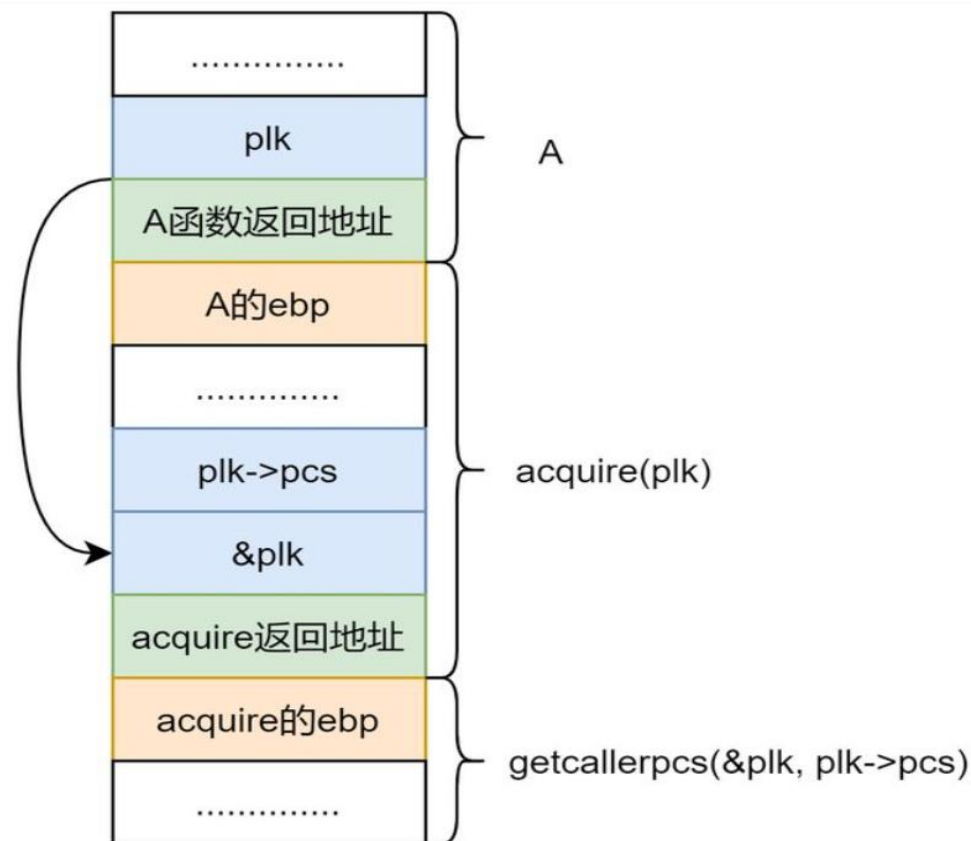 ...............
plk
A
A函数返回地址
A的ebp
..............
plk->pcs
acquire(plk)
&plk
acquire返回地址
acquire的ebp
getcallerpcs(&plk, plk->pcs)
..............